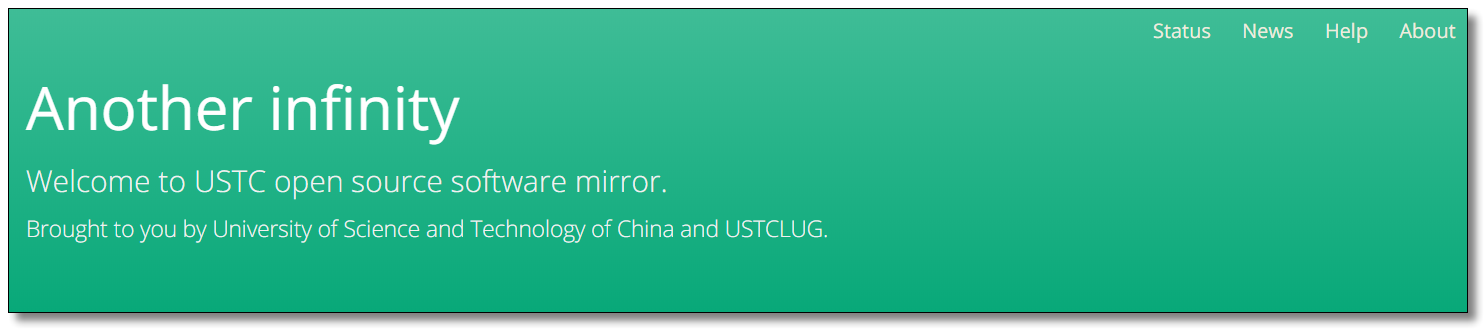 Status News Help About
Another infinity
Welcome to USTC open source software mirror.
Brought to you by University of Science and Technology of China and USTCLUG.